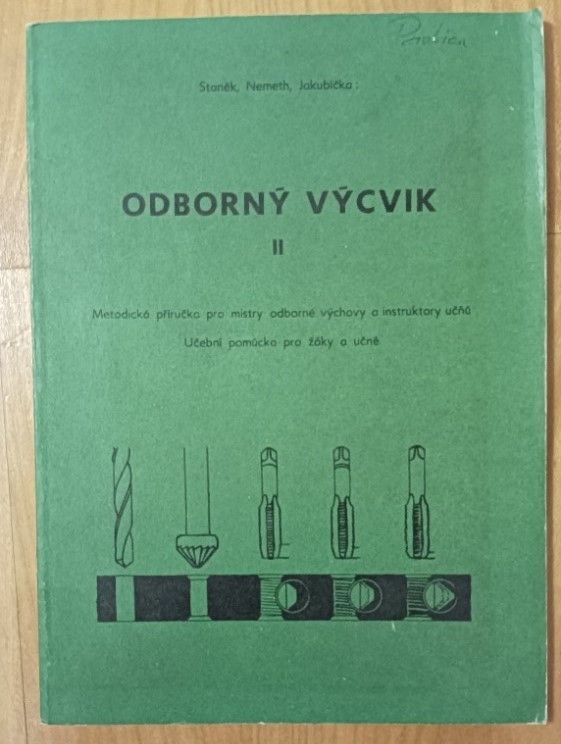 Staněk, Nemeth, Jakubička:
ODBORNÝ VÝCVIK
II
Metodická příručka pro mistry odborné výchovy a instruktory učňů
Učební pomůcka pro žáky a učně